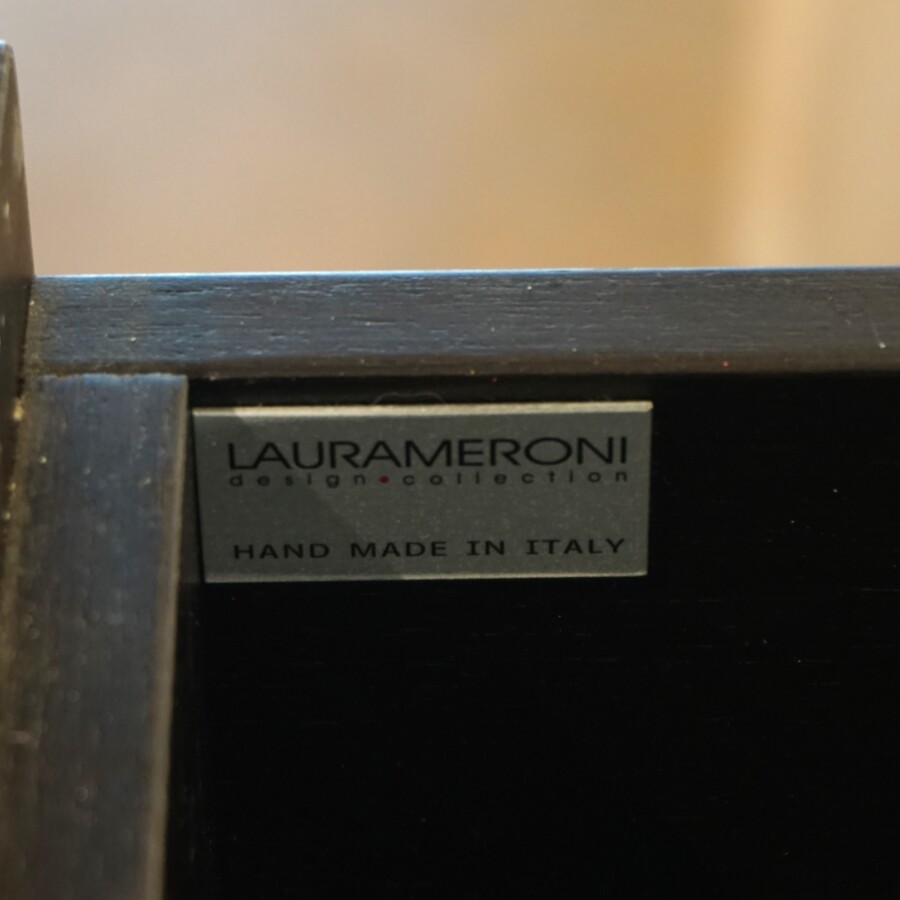 LAURAMERONI
design•collection
HAND MADE IN ITALY